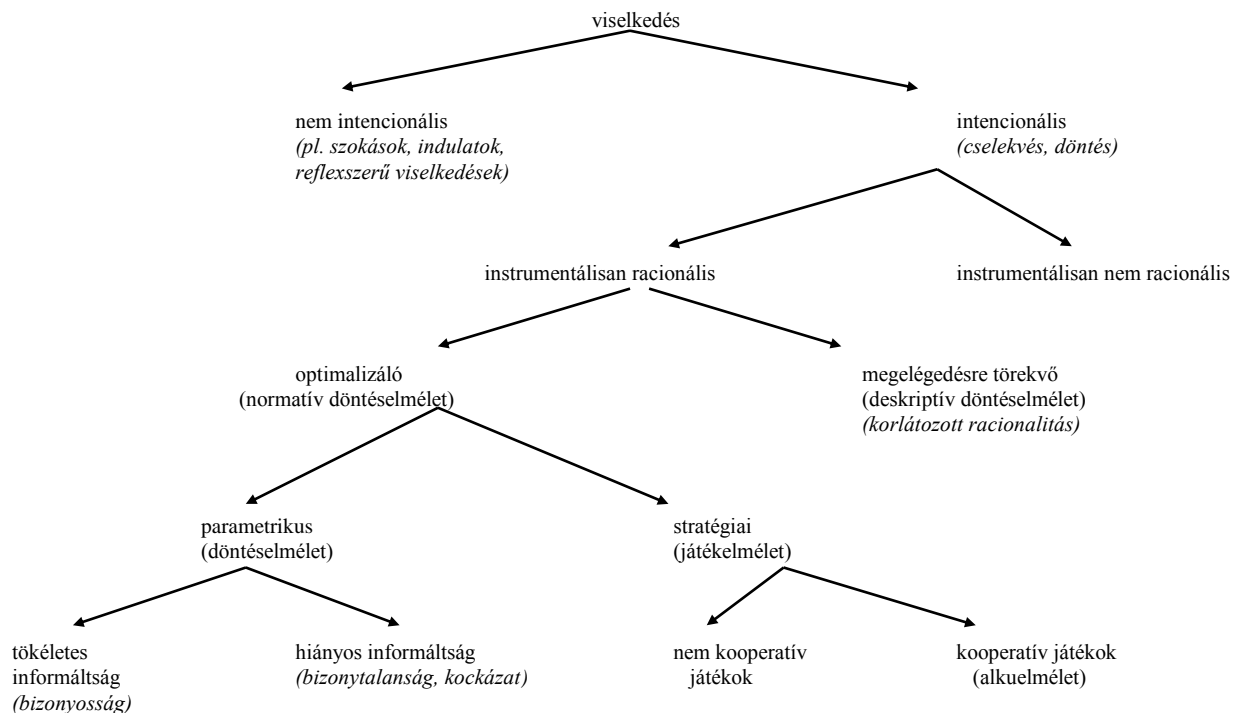 viselkedés
nem intencionális
(pl. szokások, indulatok,
reflexszerű viselkedések)
intencionális
(cselekvés, döntés)
instrumentálisan racionális
instrumentálisan nem racionális
optimalizáló
(normatív döntéselmélet)
megelégedésre törekvő
(deskriptív döntéselmélet)
(korlátozott racionalitás)
parametrikus
(döntéselmélet)
stratégiai
(játékelmélet)
tökéletes
informáltság
(bizonyosság)
hiányos informáltság
(bizonytalanság, kockázat)
nem kooperatív
játékok
kooperatív játékok
(alkuelmélet)